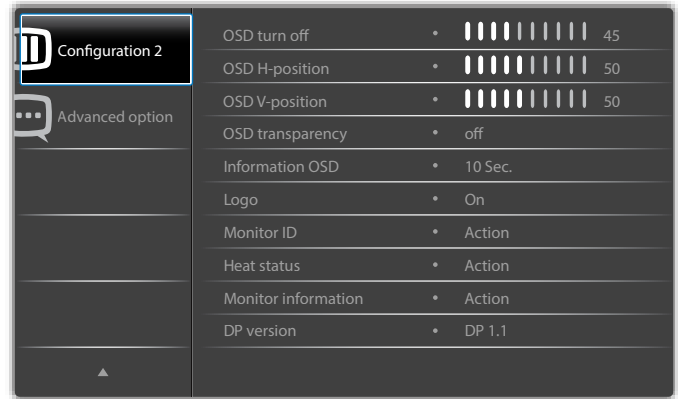 Configuration 2
Advanced option
OSD turn off • 45
OSD H-position • 50
OSD V-position • 50
OSD transparency • off
Information OSD • 10 Sec.
Logo • On
Monitor ID • Action
Heat status • Action
Monitor information • Action
DP version • DP 1.1